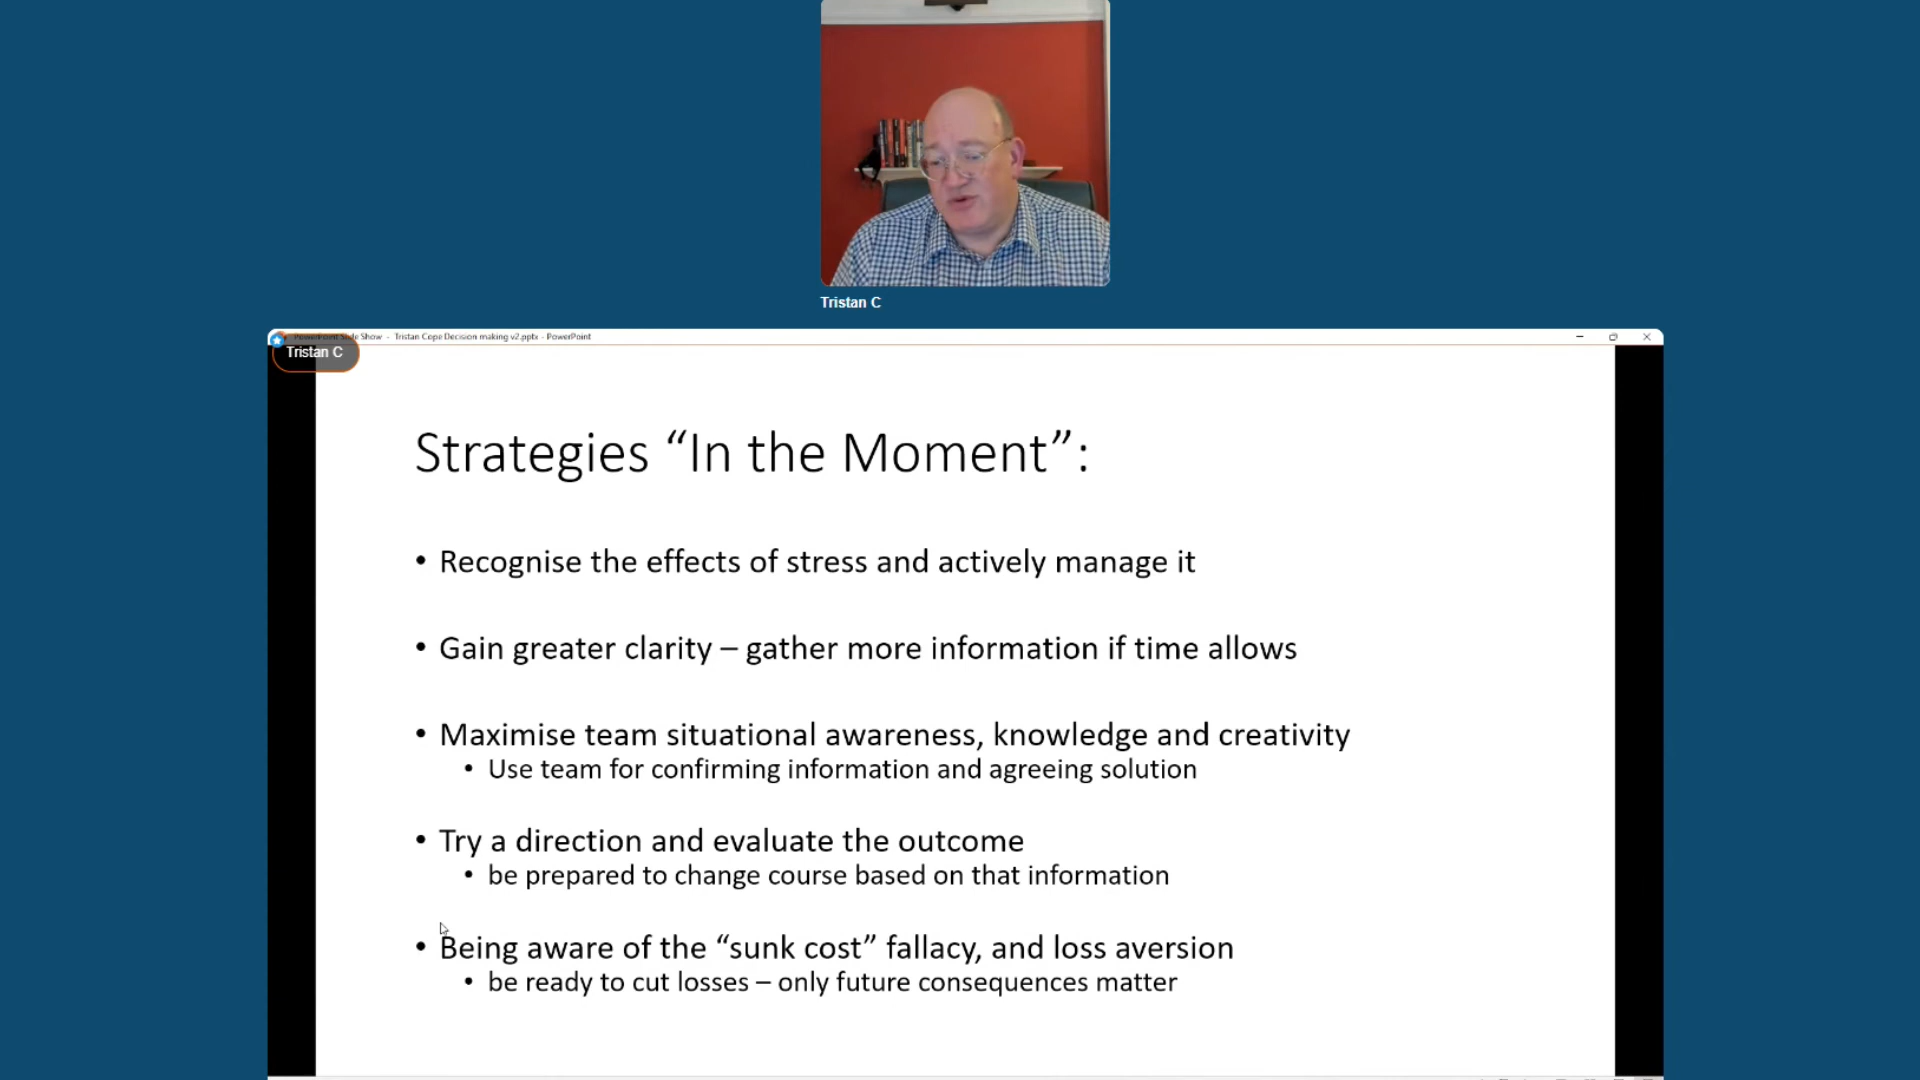 Tristan C
PowerPoint Slide Show - Tristan Cope Decision making v2.pptx - PowerPoint
Tristan C
Strategies “In the Moment”:
• Recognise the effects of stress and actively manage it
• Gain greater clarity – gather more information if time allows
• Maximise team situational awareness, knowledge and creativity
• Use team for confirming information and agreeing solution
• Try a direction and evaluate the outcome
• be prepared to change course based on that information
• Being aware of the “sunk cost” fallacy, and loss aversion
• be ready to cut losses – only future consequences matter